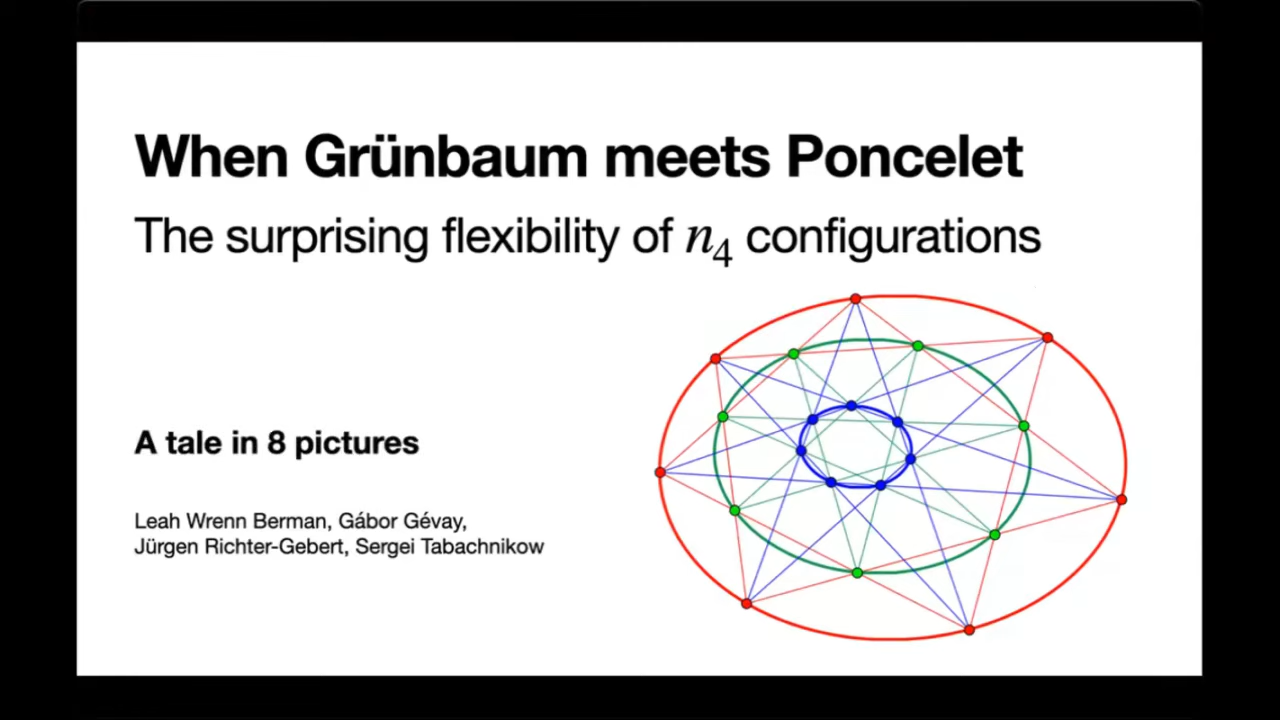 When Grünbaum meets Poncelet
The surprising flexibility of n₄ configurations
A tale in 8 pictures
Leah Wrenn Berman, Gábor Gévay,
Jürgen Richter-Gebert, Sergei Tabachnikow